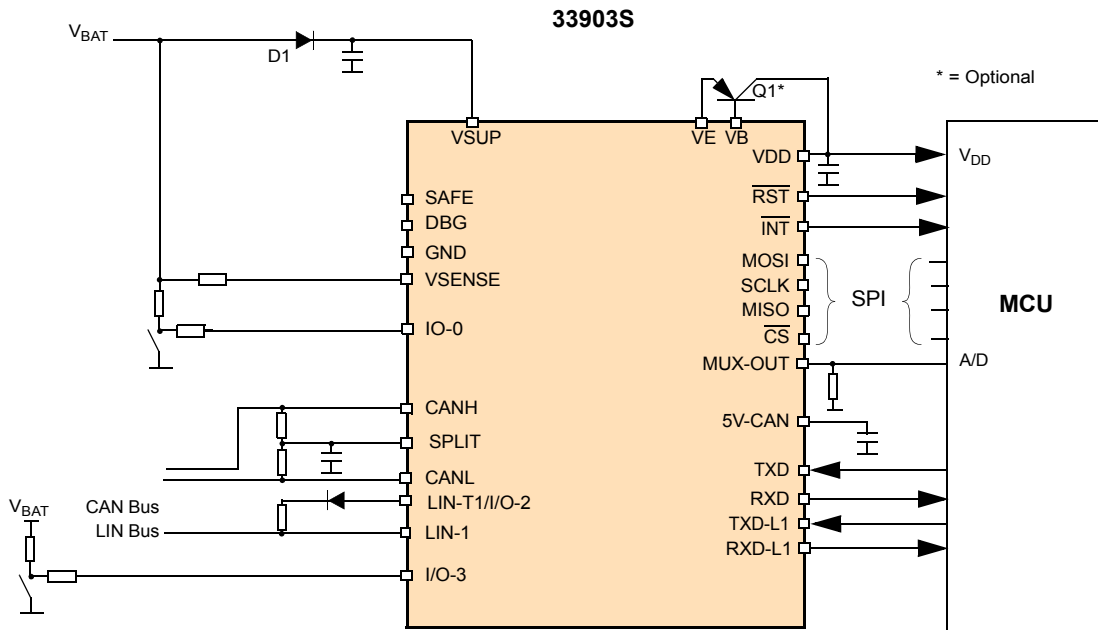 33903S
VBAT
D1
Q1*
* = Optional
VSUP
VE
VB
VDD
VDD
SAFE
RST
DBG
INT
GND
MOSI
VSENSE
SCLK
SPI
MCU
MISO
IO-0
CS
MUX-OUT
A/D
CANH
5V-CAN
SPLIT
CANL
TXD
CAN Bus
LIN-T1/I/O-2
RXD
VBAT
LIN Bus
LIN-1
TXD-L1
RXD-L1
I/O-3